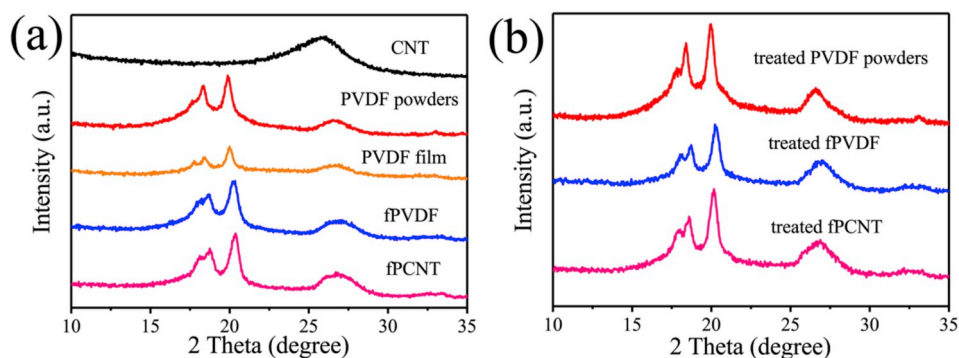 (a)
Intensity (a.u.)
CNT
PVDF powders
PVDF film
fPVDF
fPCNT
10 15 20 25 30 35
2 Theta (degree)
(b)
Intensity (a.u.)
treated PVDF powders
treated fPVDF
treated fPCNT
10 15 20 25 30 35
2 Theta (degree)